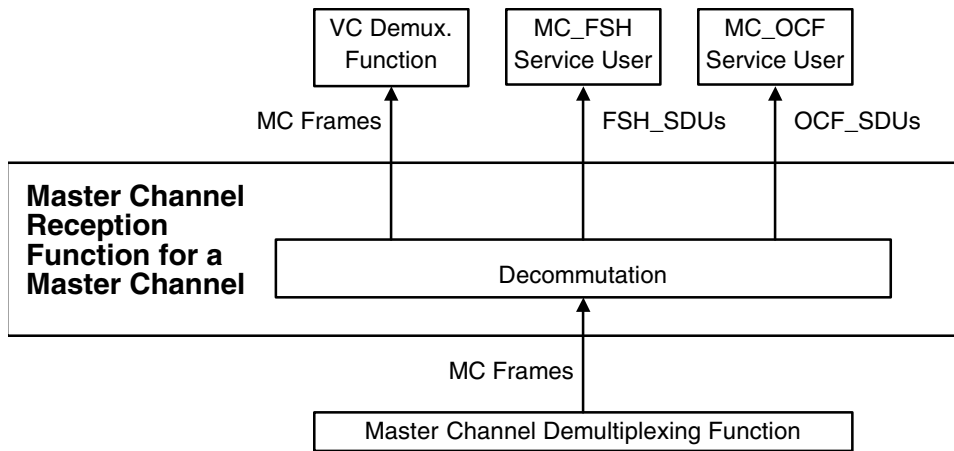 VC Demux.
Function
MC_FSH
Service User
MC_OCF
Service User
MC Frames
FSH_SDUs
OCF_SDUs
Master Channel
Reception
Function for a
Master Channel
Decommutation
MC Frames
Master Channel Demultiplexing Function